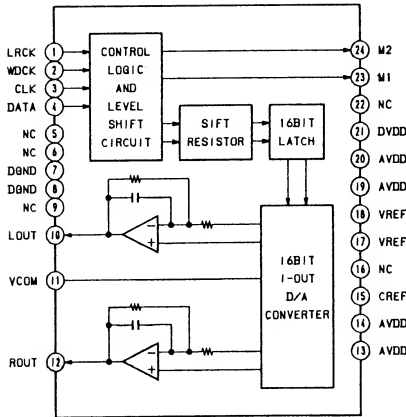 LRCK 1
WDCK 2
CLK 3
DATA 4
NC 5
NC 6
DGND 7
DGND 8
NC 9
LOUT 10
VCOM 11
ROUT 12
CONTROL
LOGIC
AND
LEVEL
SHIFT
CIRCUIT
SIFT
RESISTOR
16BIT
LATCH
16BIT
I-OUT
D/A
CONVERTER
-
+
-
+
24 M2
23 M1
22 NC
21 DVDD
20 AVDD
19 AVDD
18 VREF
17 VREF
16 NC
15 CREF
14 AVDD
13 AVDD